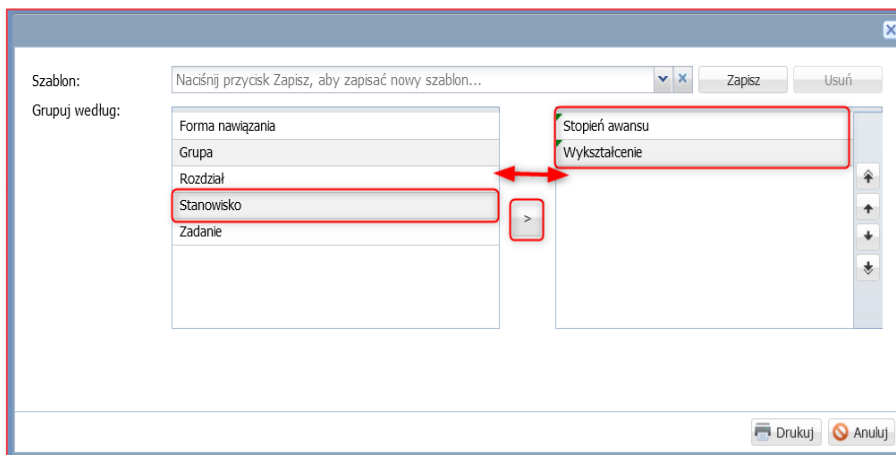 Szablon:
Naciśnij przycisk Zapisz, aby zapisać nowy szablon...
Zapisz
Usuń
Grupuj według:
Forma nawiązania
Grupa
Rozdział
Stanowisko
Zadanie
>
Stopień awansu
Wykształcenie
Drukuj
Anuluj